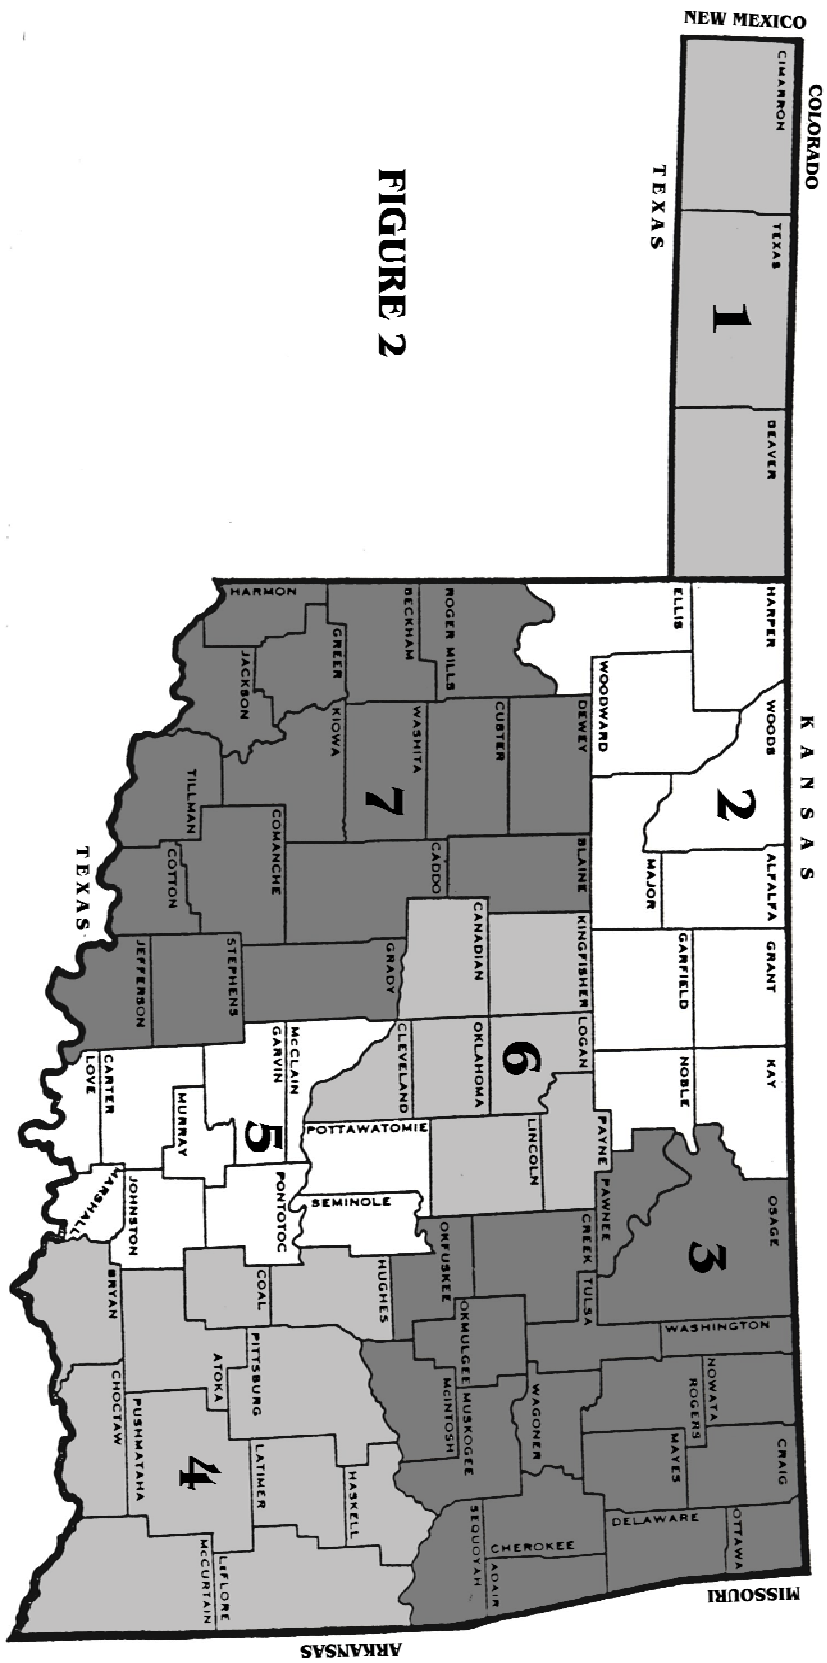 NEW MEXICO
COLORADO
CIMARRON
TEXAS
TEXAS
1
BEAVER
FIGURE 2
KANSAS
HARPER
ELLIS
WOODWARD
WOODS
2
ALFALFA
MAJOR
GRANT
GARFIELD
KAY
NOBLE
PAYNE
PAWNEE
OSAGE
3
CREEK
TULSA
WASHINGTON
NOWATA
ROGERS
CRAIG
MAYES
OTTAWA
DELAWARE
MISSOURI
WAGONER
CHEROKEE
ADAIR
SEQUOYAH
MUSKOGEE
McINTOSH
OKMULGEE
OKFUSKEE
ROGER MILLS
BECKHAM
DEWEY
CUSTER
WASHITA
7
KIOWA
GREER
HARMON
JACKSON
TILLMAN
COMANCHE
COTTON
CADDO
BLAINE
GRADY
STEPHENS
JEFFERSON
TEXAS
KINGFISHER
CANADIAN
LOGAN
6
OKLAHOMA
CLEVELAND
LINCOLN
POTTAWATOMIE
SEMINOLE
McCLAIN
GARVIN
5
PONTOTOC
MURRAY
CARTER
LOVE
JOHNSTON
MARSHALL
HUGHES
COAL
PITTSBURG
ATOKA
BRYAN
CHOCTAW
PUSHMATAHA
4
LATIMER
HASKELL
LeFLORE
McCURTAIN
ARKANSAS